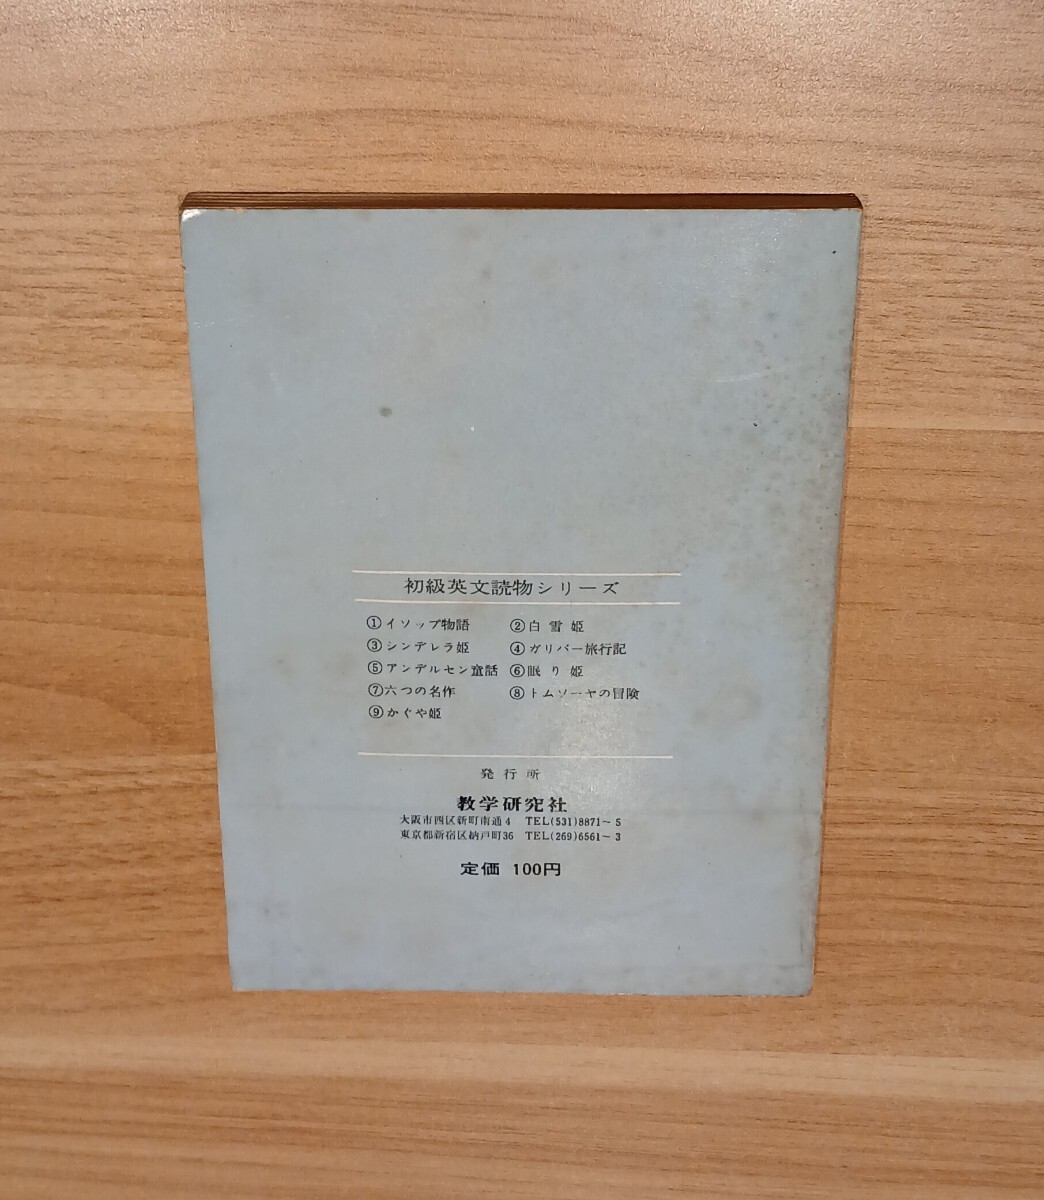 初級英文読物シリーズ
①イソップ物語 ②白雪姫
③シンデレラ姫 ④ガリバー旅行記
⑤アンデルセン童話 ⑥眠り姫
⑦六つの名作 ⑧トムソーヤの冒険
⑨かぐや姫
発行所
教学研究社
大阪市西区新町南通4 TEL(531)8871～5
東京都新宿区納戸町36 TEL(269)6561～3
定価 100円